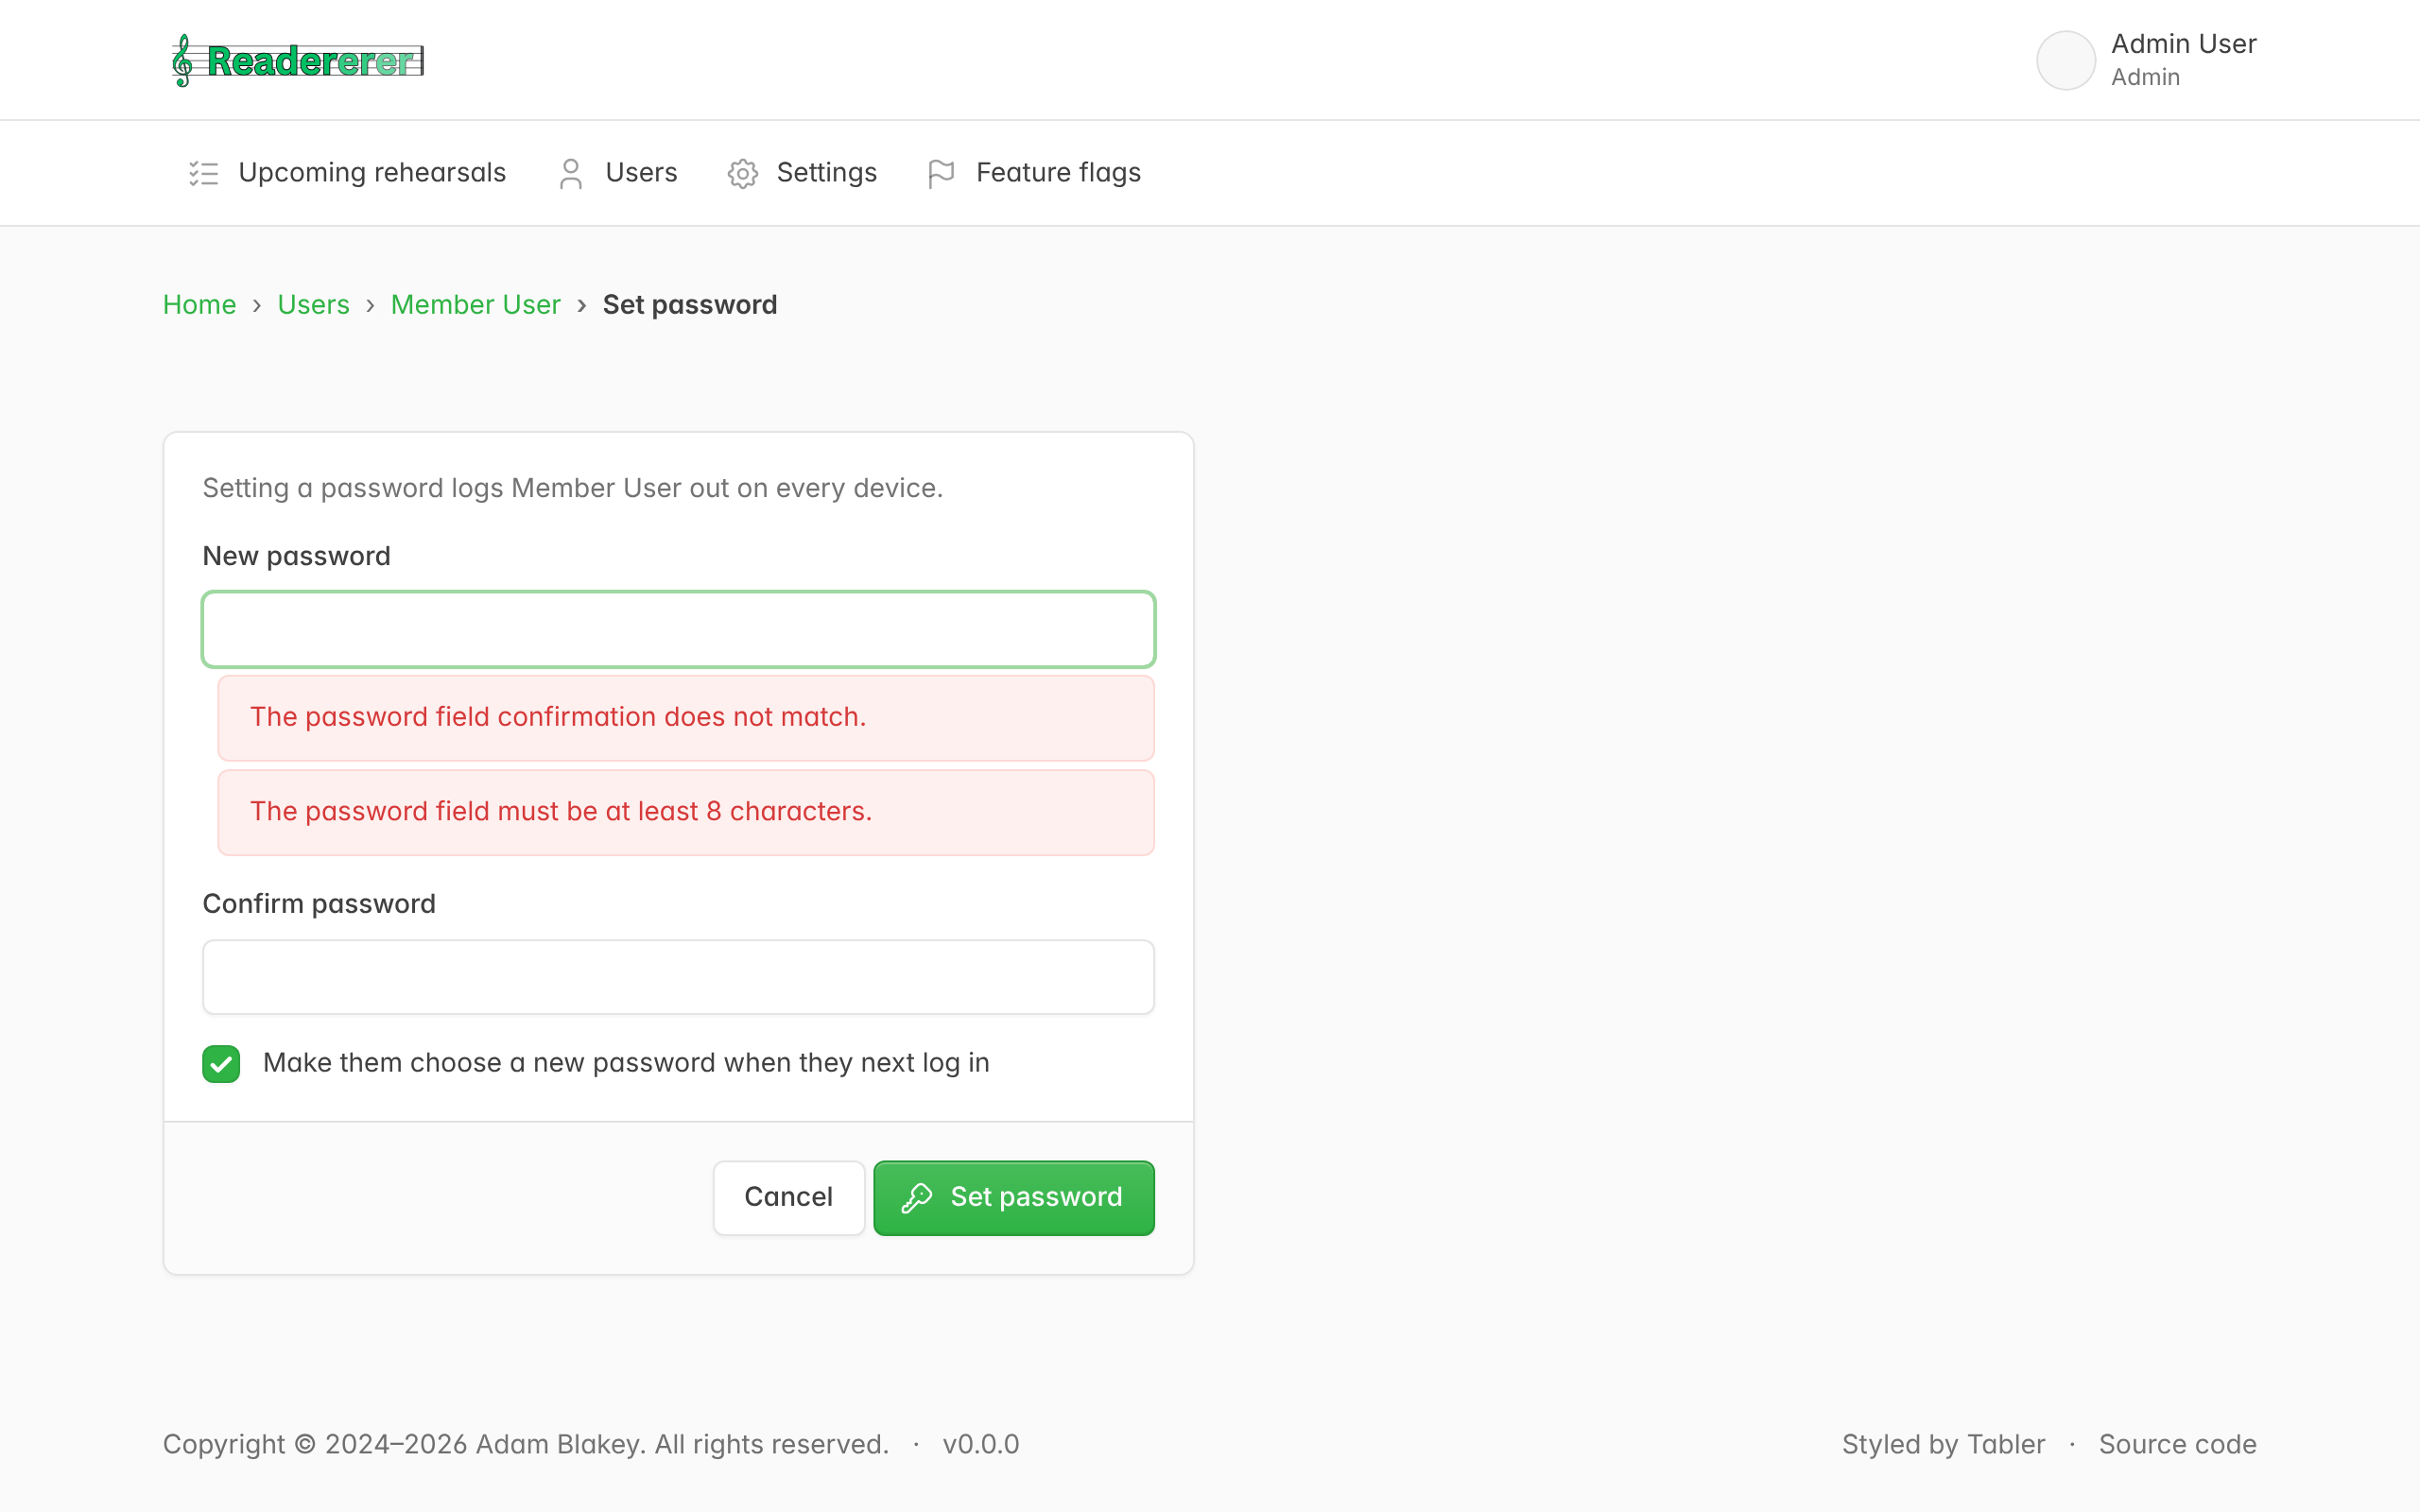 Readererer
Admin User
Admin
Upcoming rehearsals
Users
Settings
Feature flags
Home › Users › Member User › Set password
Setting a password logs Member User out on every device.
New password
The password field confirmation does not match.
The password field must be at least 8 characters.
Confirm password
Make them choose a new password when they next log in
Cancel
Set password
Copyright © 2024–2026 Adam Blakey. All rights reserved. · v0.0.0
Styled by Tabler · Source code